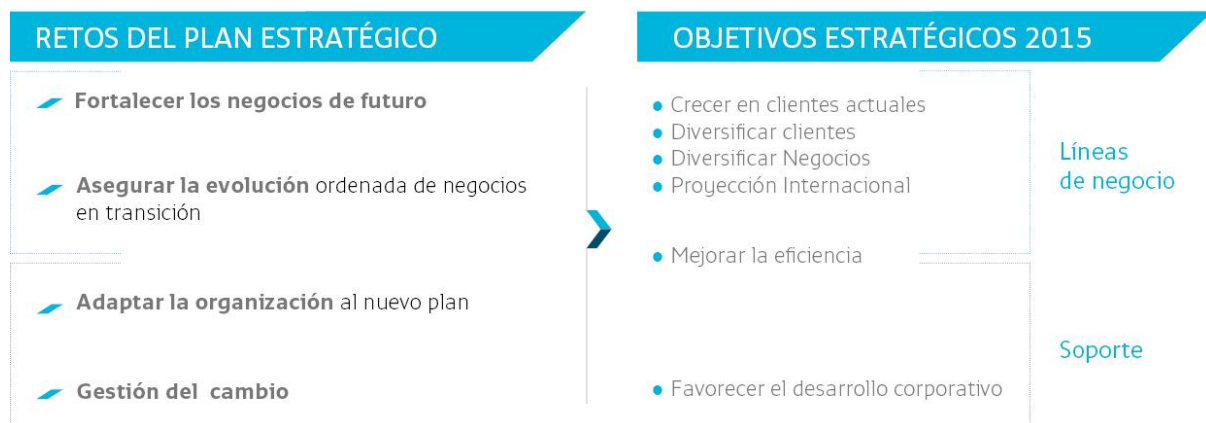 RETOS DEL PLAN ESTRATÉGICO
Fortalecer los negocios de futuro
Asegurar la evolución ordenada de negocios
en transición
Adaptar la organización al nuevo plan
Gestión del cambio
OBJETIVOS ESTRATÉGICOS 2015
• Crecer en clientes actuales
• Diversificar clientes
• Diversificar Negocios
• Proyección Internacional
• Mejorar la eficiencia
• Favorecer el desarrollo corporativo
Líneas
de negocio
Soporte